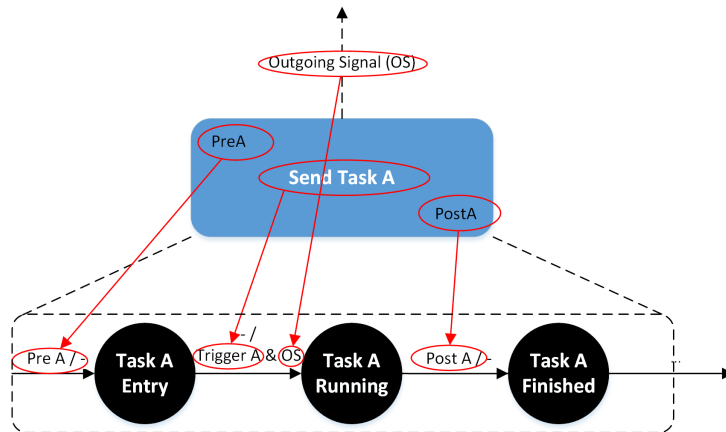 Outgoing Signal (OS)
PreA
Send Task A
PostA
- /
Pre A / -
Trigger A & OS
Post A / -
...
Task A
Entry
Task A
Running
Task A
Finished